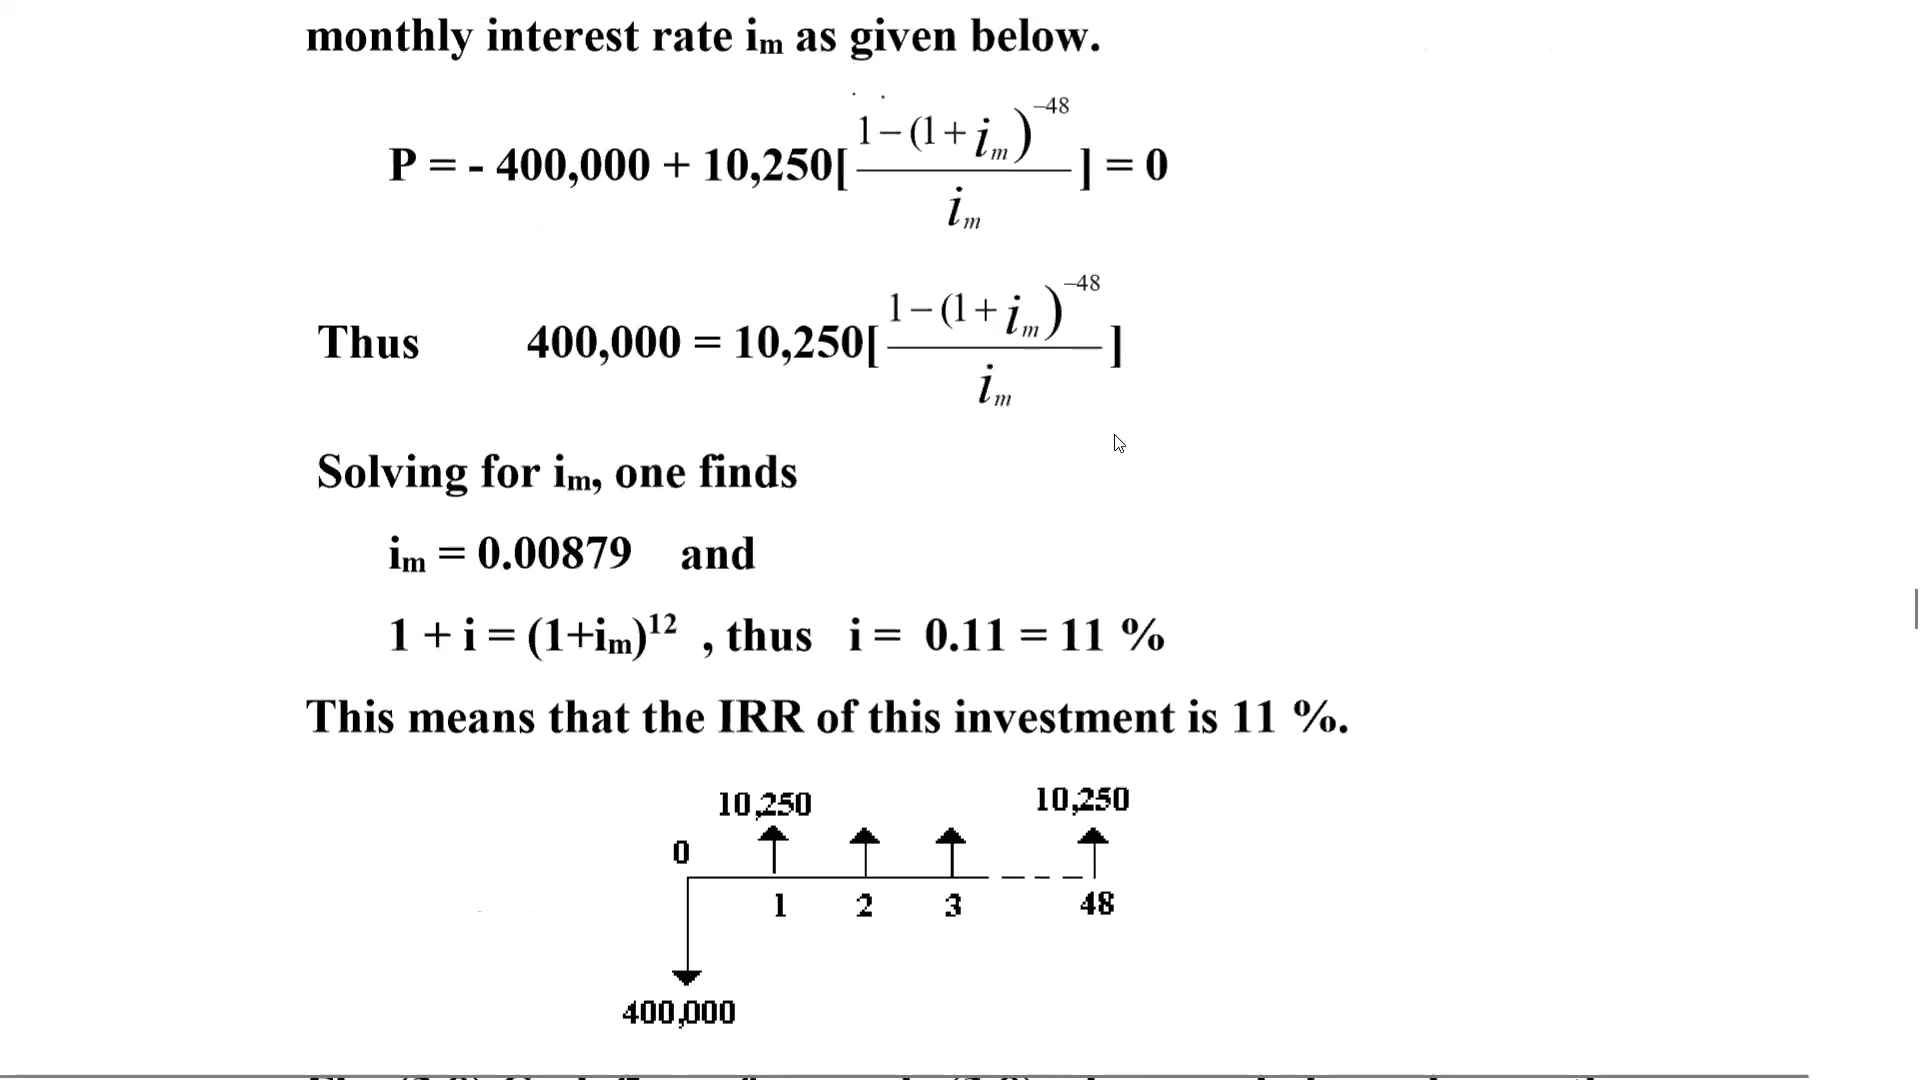 monthly interest rate iₘ as given below.
P = - 400,000 + 10,250[ (1−(1+iₘ)⁻⁴⁸) / iₘ ] = 0
Thus 400,000 = 10,250[ (1−(1+iₘ)⁻⁴⁸) / iₘ ]
Solving for iₘ, one finds
iₘ = 0.00879 and
1 + i = (1+iₘ)¹² , thus i = 0.11 = 11 %
This means that the IRR of this investment is 11 %.
10,250 10,250
0
1 2 3 48
400,000